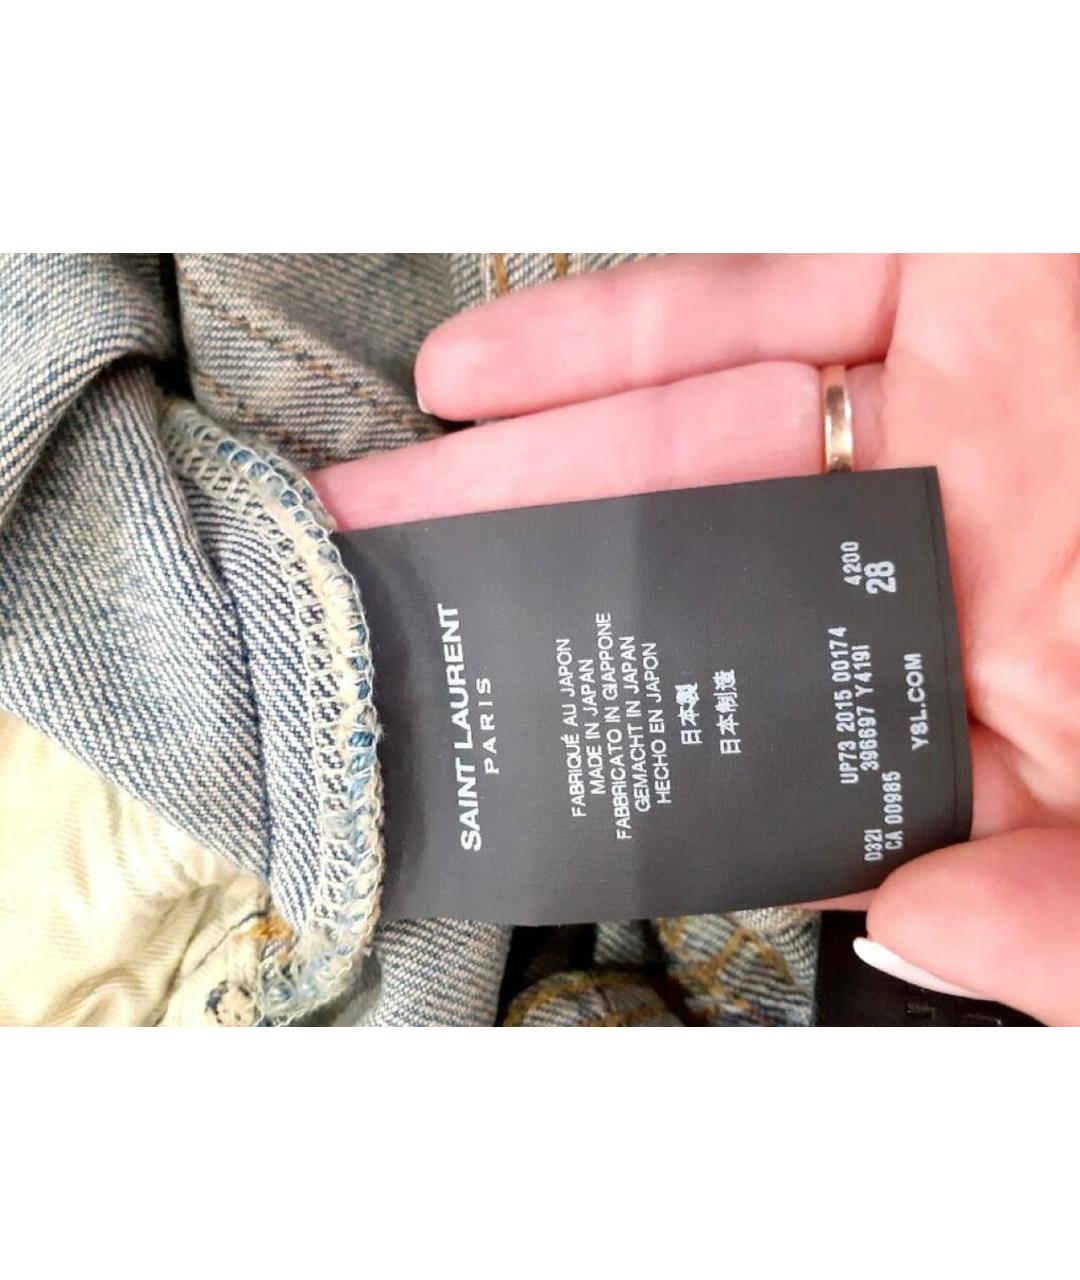 SAINT LAURENT
PARIS
FABRIQUÉ AU JAPON
MADE IN JAPAN
FABBRICATO IN GIAPPONE
GEMACHT IN JAPAN
HECHO EN JAPON
日本製
日本制造
UP73 2015 00174 4200
396697 Y419I 28
D32I
CA 00985
YSL.COM